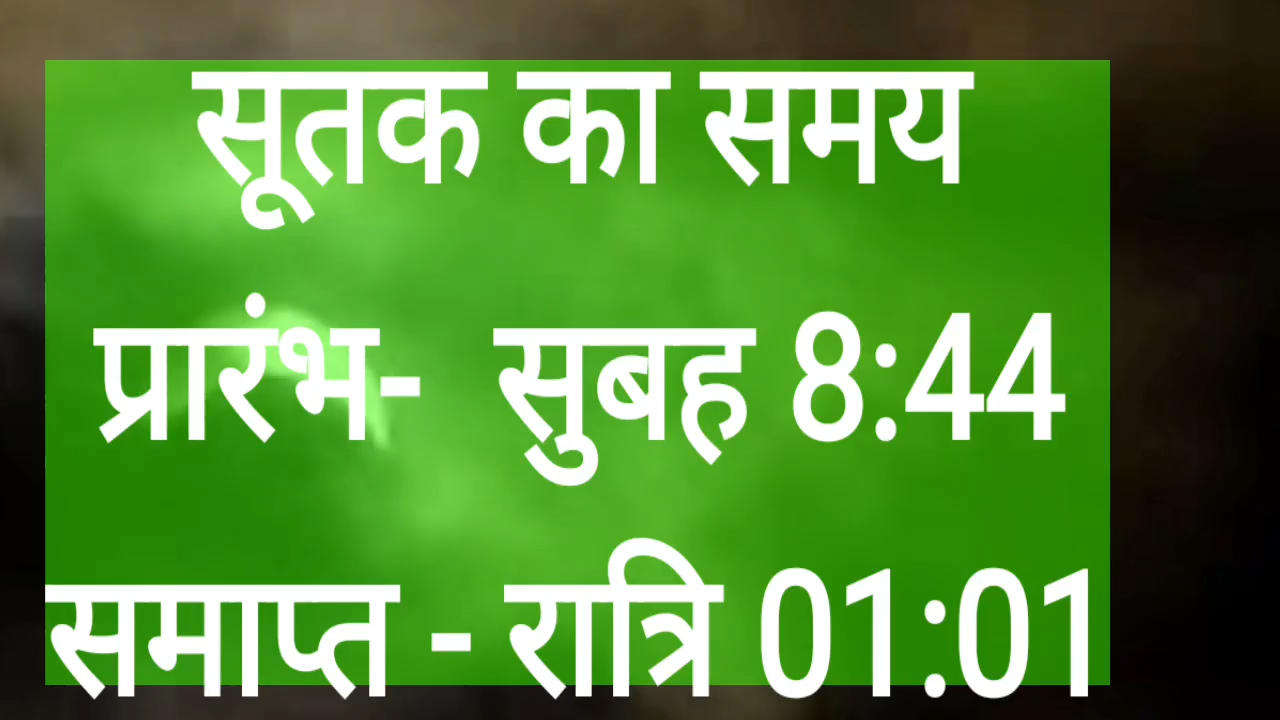 सूतक का समय
प्रारंभ- सुबह 8:44
समाप्त - रात्रि 01:01